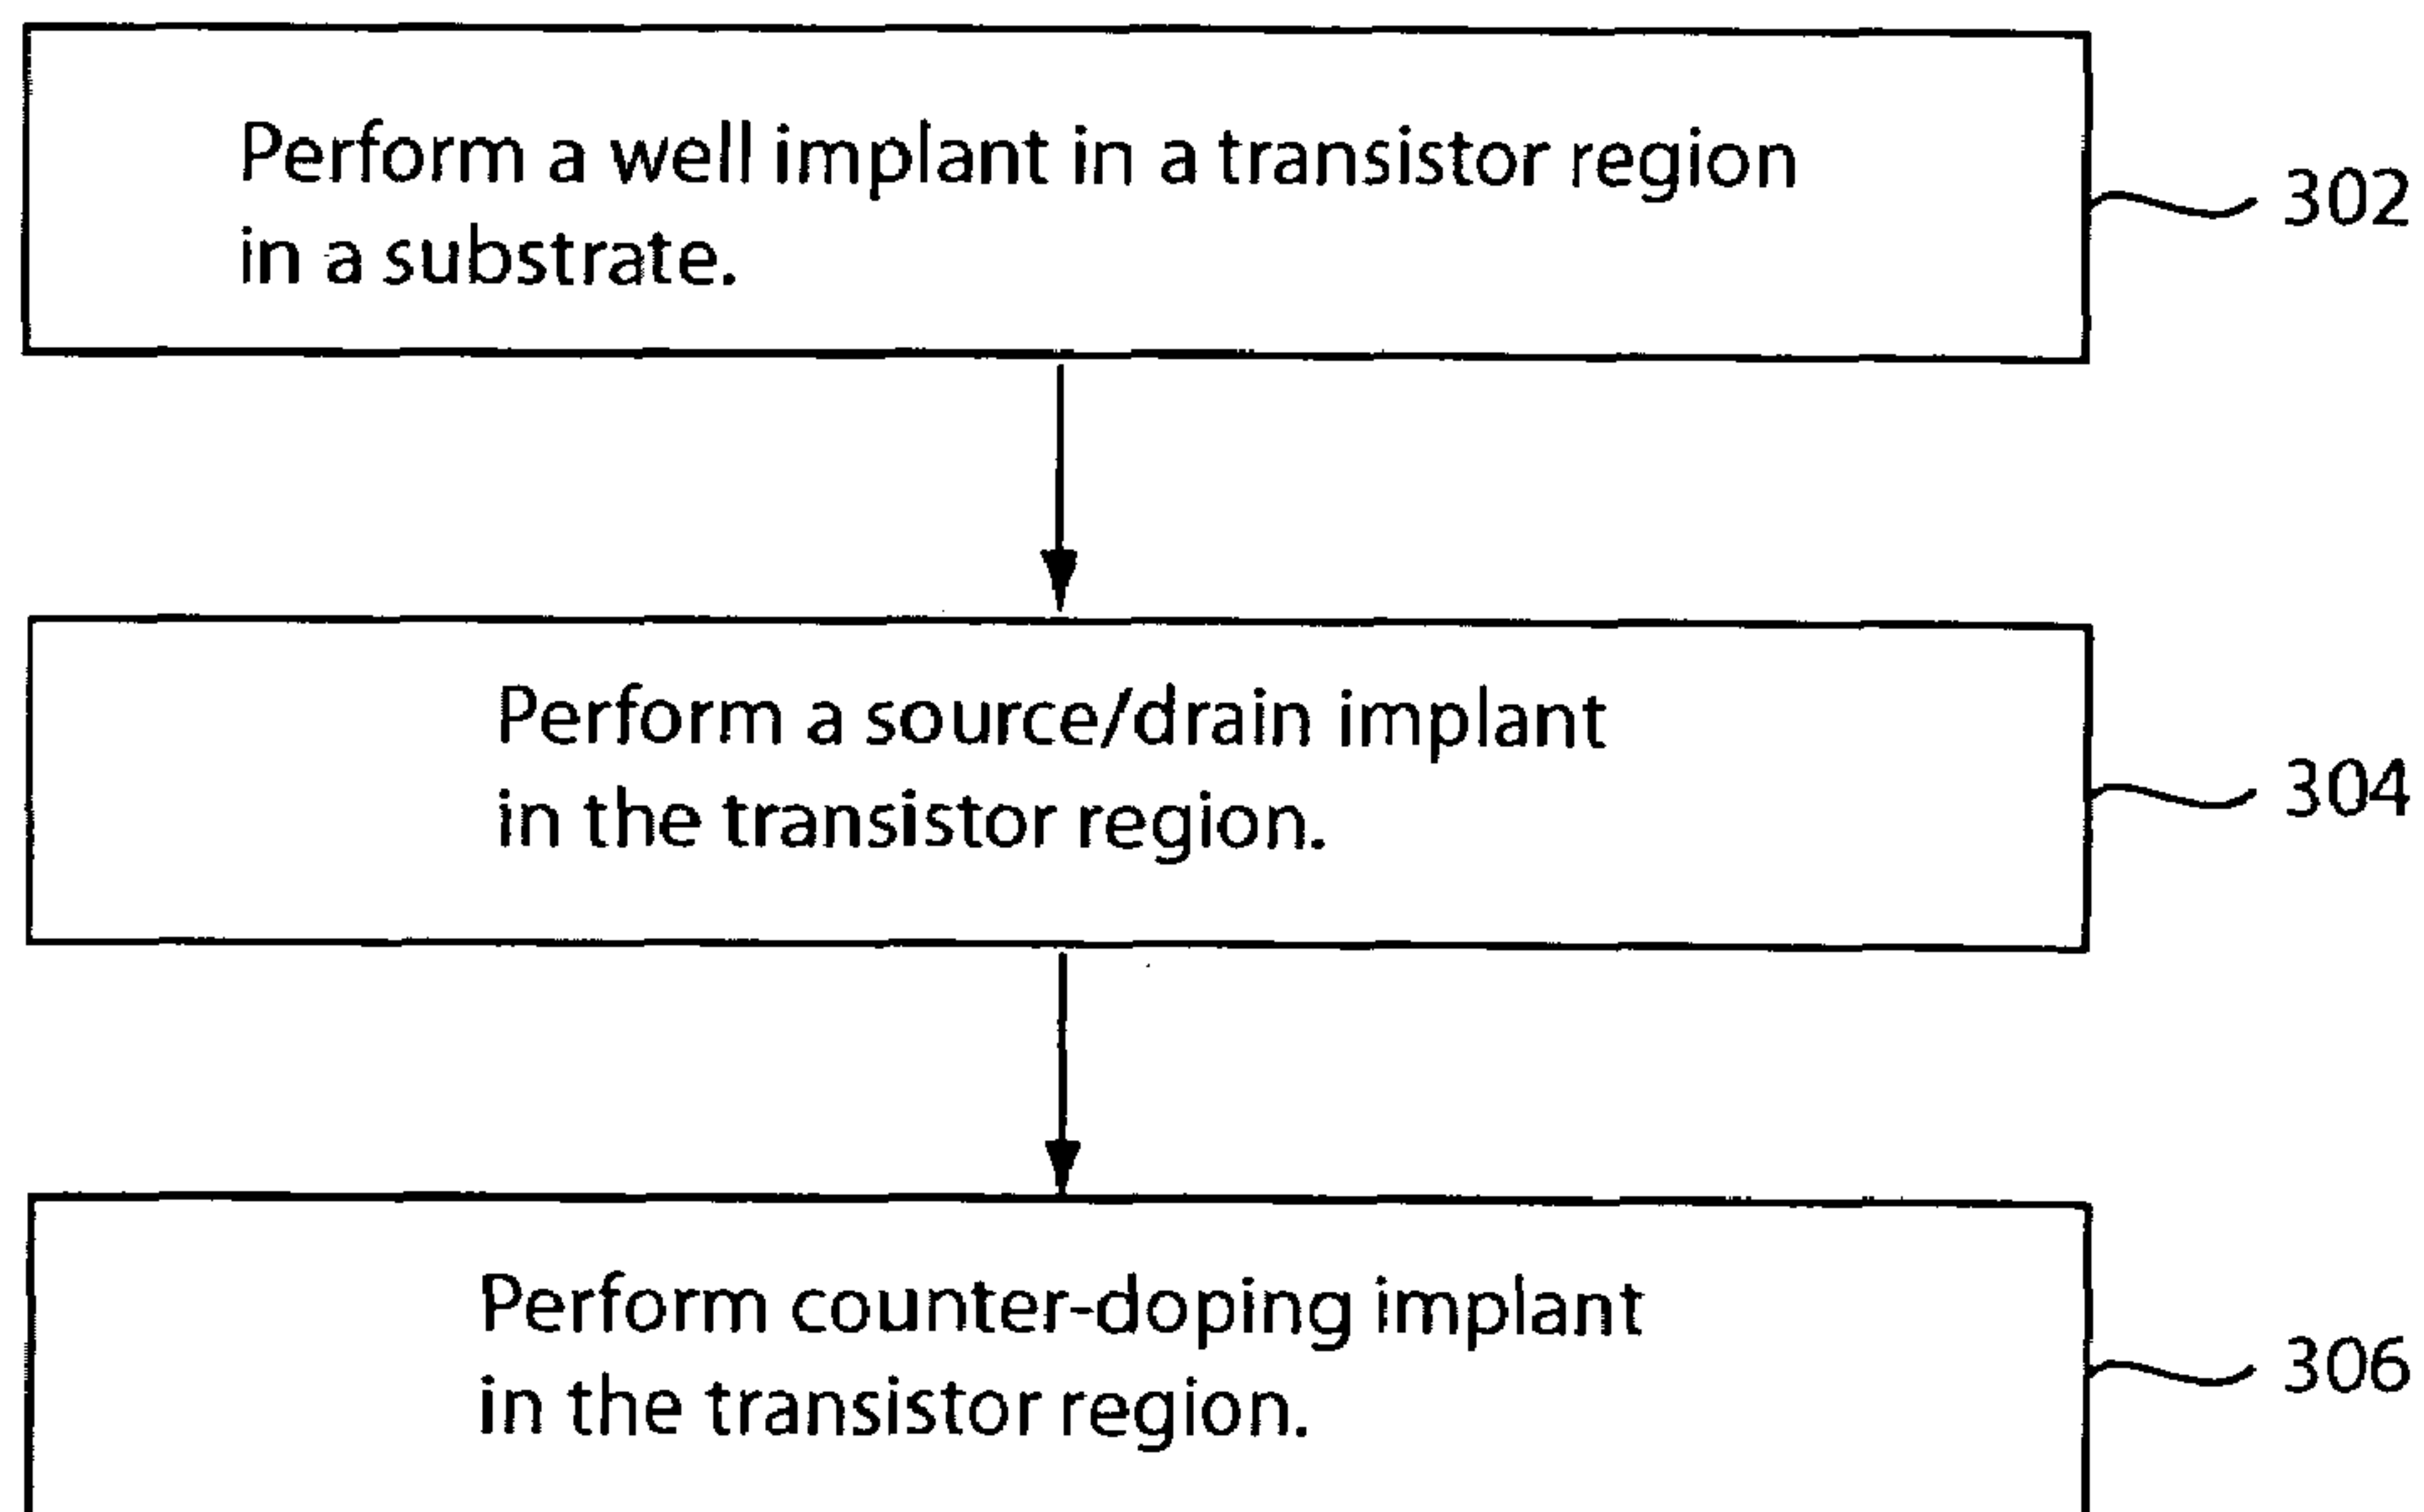 Perform a well implant in a transistor region
in a substrate.
302
Perform a source/drain implant
in the transistor region.
304
Perform counter-doping implant
in the transistor region.
306